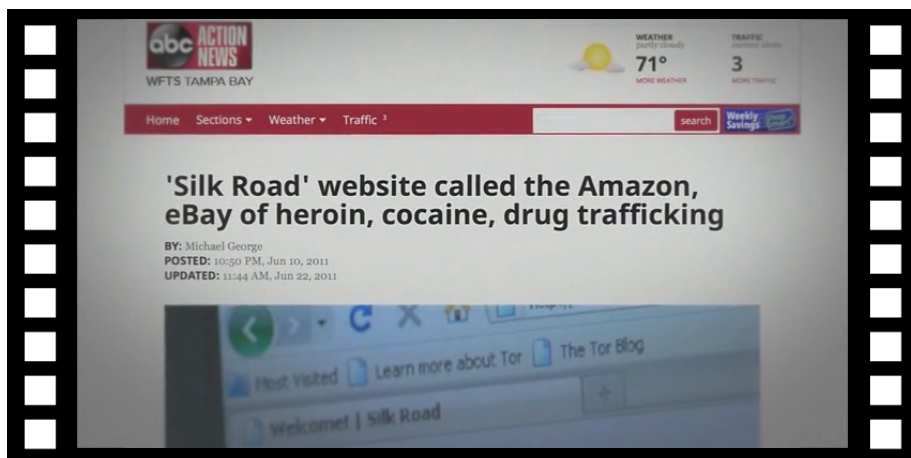 abc ACTION NEWS
WFTS TAMPA BAY
WEATHER
partly cloudy
71°
MORE WEATHER
TRAFFIC
3
MORE TRAFFIC
Home Sections Weather Traffic 3
search
Weekly Savings
'Silk Road' website called the Amazon,
eBay of heroin, cocaine, drug trafficking
BY: Michael George
POSTED: 10:50 PM, Jun 10, 2011
UPDATED: 11:44 AM, Jun 22, 2011
Most Visited Learn more about Tor The Tor Blog
Welcome! | Silk Road